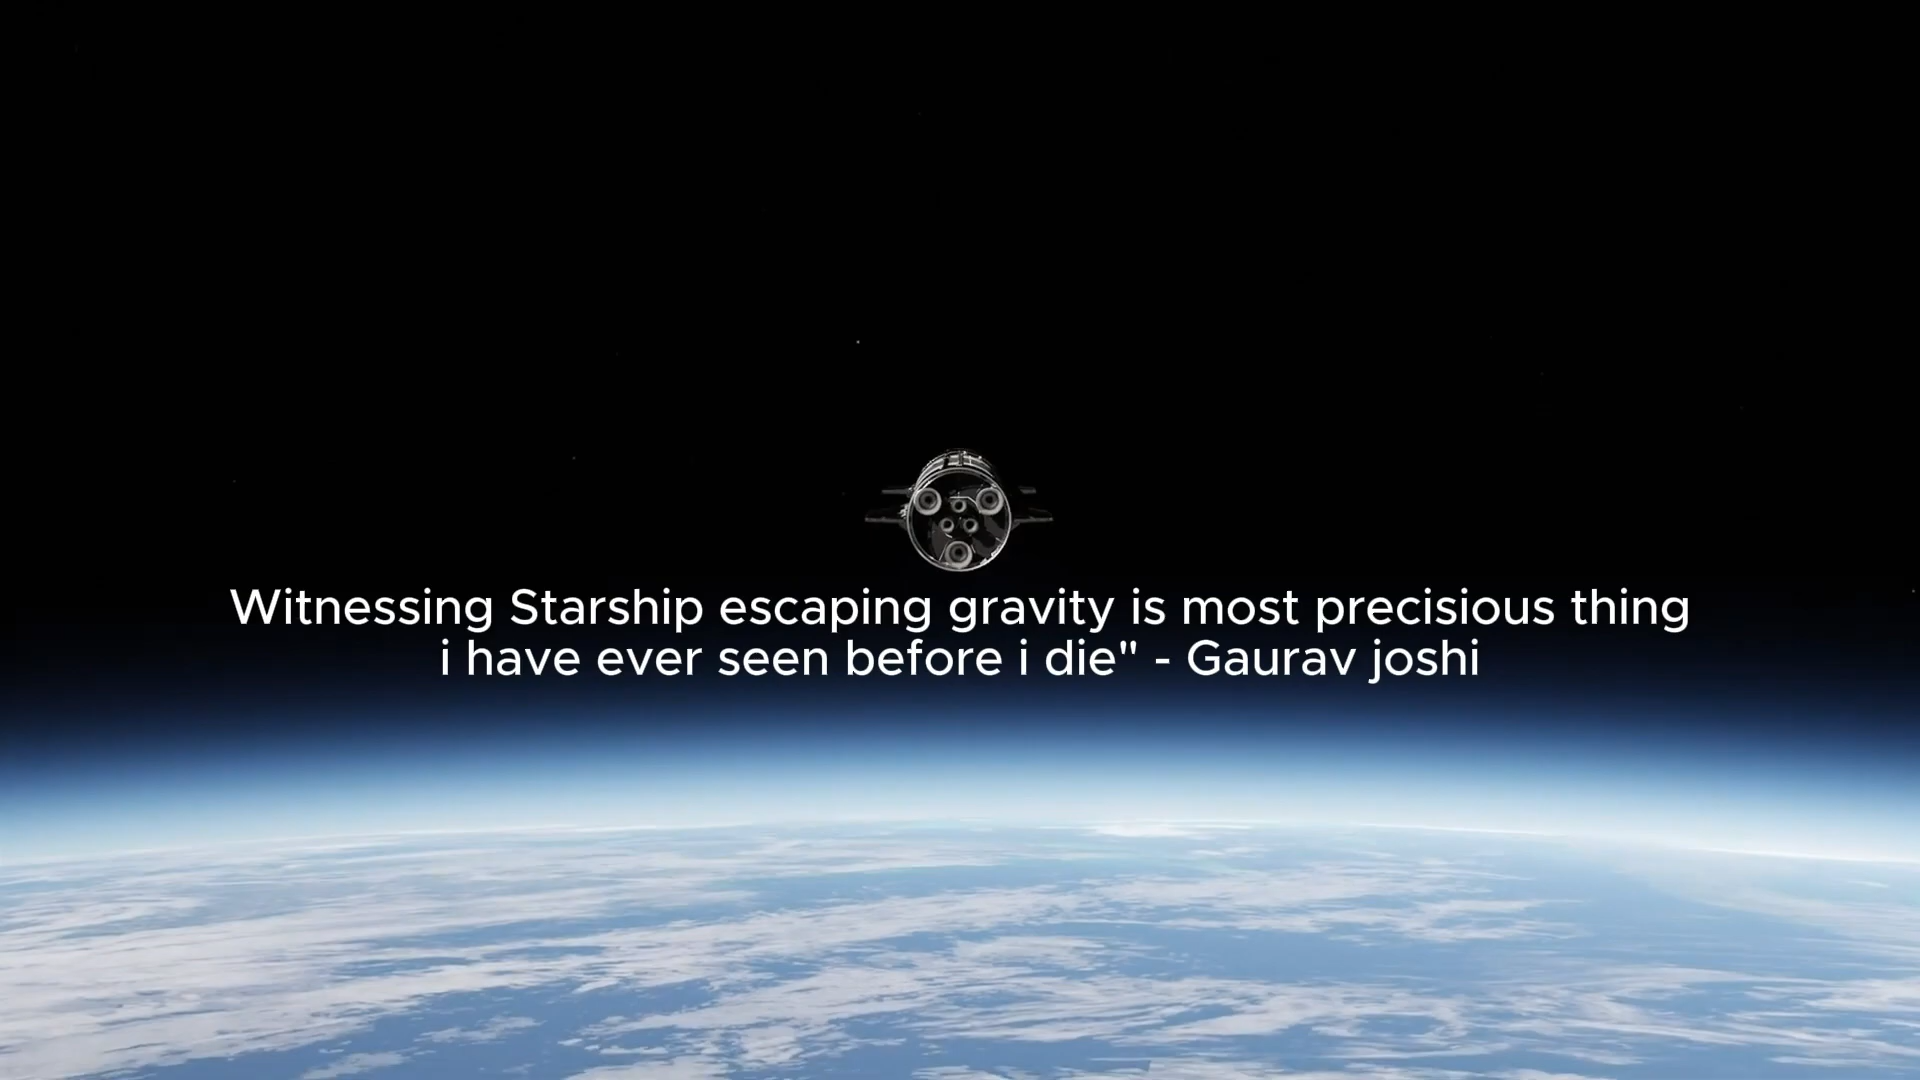 Witnessing Starship escaping gravity is most precisious thing
i have ever seen before i die" - Gaurav joshi